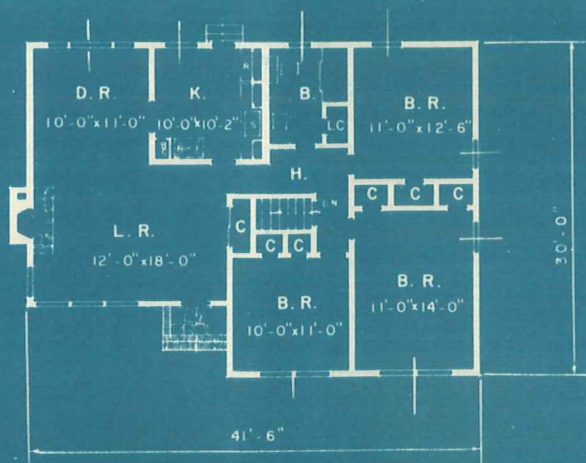 D. R.
10'-0"x11'-0"
K.
10'-0"x10'-2"
R
S
B.
LC
B. R.
11'-0"x12'-6"
H.
C
C
C
DN
C
C
C
L. R.
12'-0"x18'-0"
B. R.
10'-0"x11'-0"
B. R.
11'-0"x14'-0"
30'-0"
41'-6"